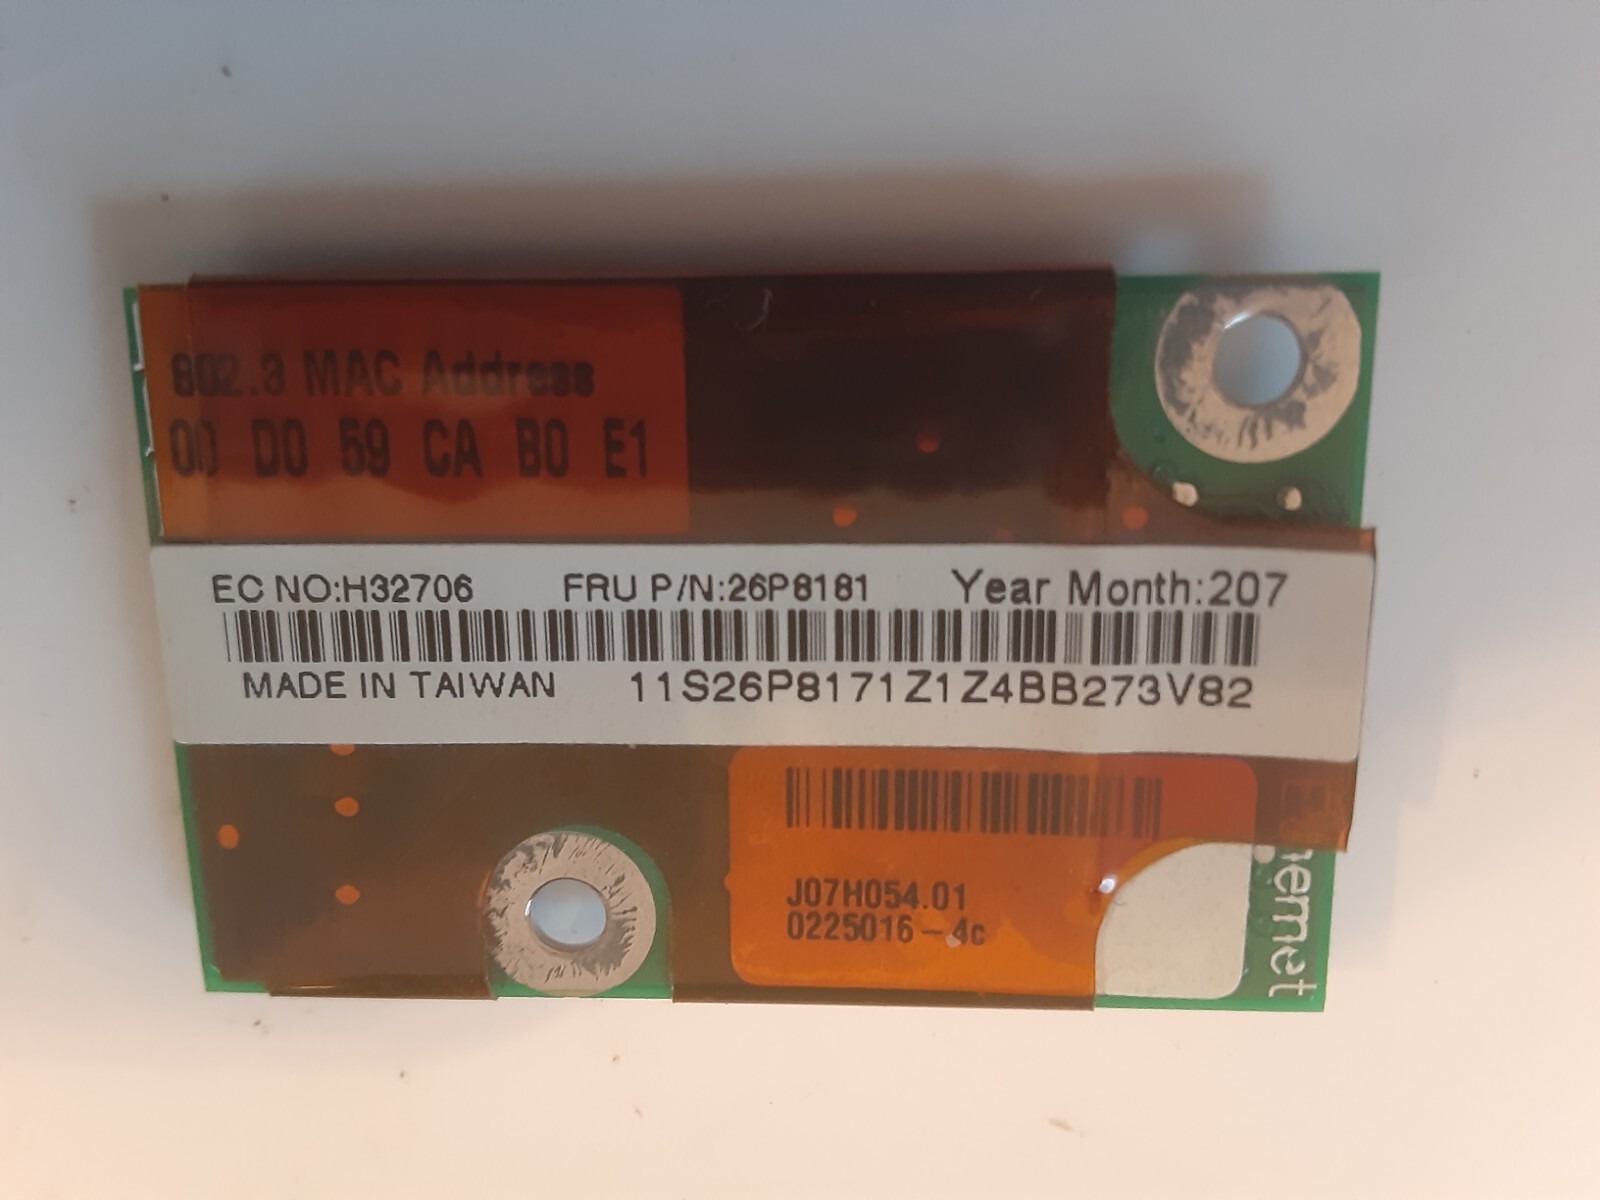 802.3 MAC Address
00 D0 59 CA B0 E1
EC NO:H32706 FRU P/N:26P8181 Year Month:207
MADE IN TAIWAN 11S26P8171Z1Z4BB273V82
J07H054.01
0225016-4c